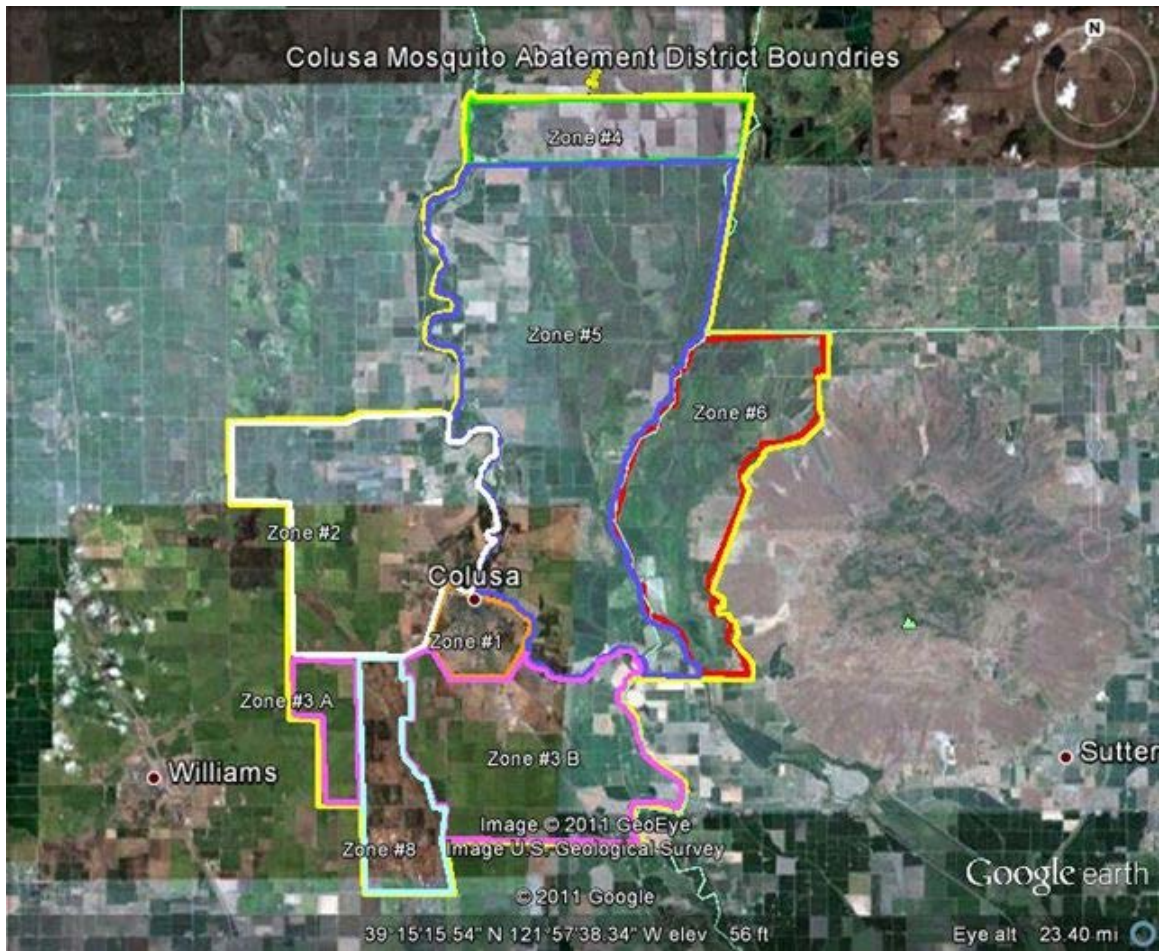 Colusa Mosquito Abatement District Boundries
N
Zone #4
Zone #5
Zone #6
Zone #2
Colusa
Zone #1
Zone #3 A
Zone #3 B
Williams
Sutter
Image © 2011 GeoEye
Zone #8
Image U.S. Geological Survey
© 2011 Google
Google earth
39°15'15.54" N 121°57'38.34" W elev 56 ft
Eye alt 23.40 mi